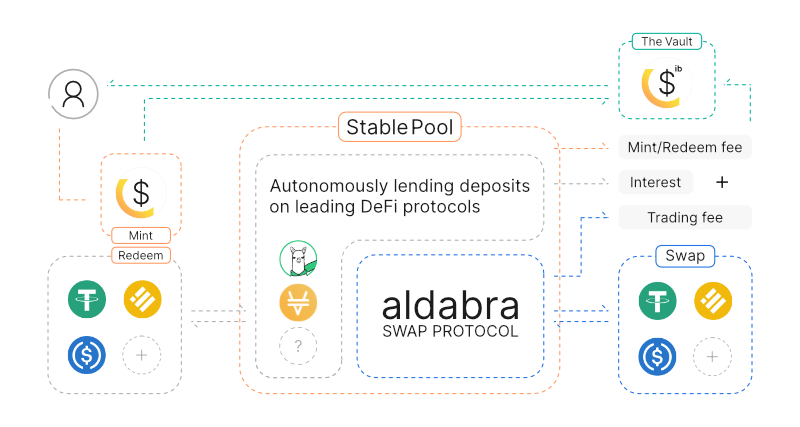 The Vault
$ib
StablePool
Mint/Redeem fee
Autonomously lending deposits
on leading DeFi protocols
Interest +
$
Trading fee
Mint
Redeem
Swap
aldabra
SWAP PROTOCOL
?
+
+